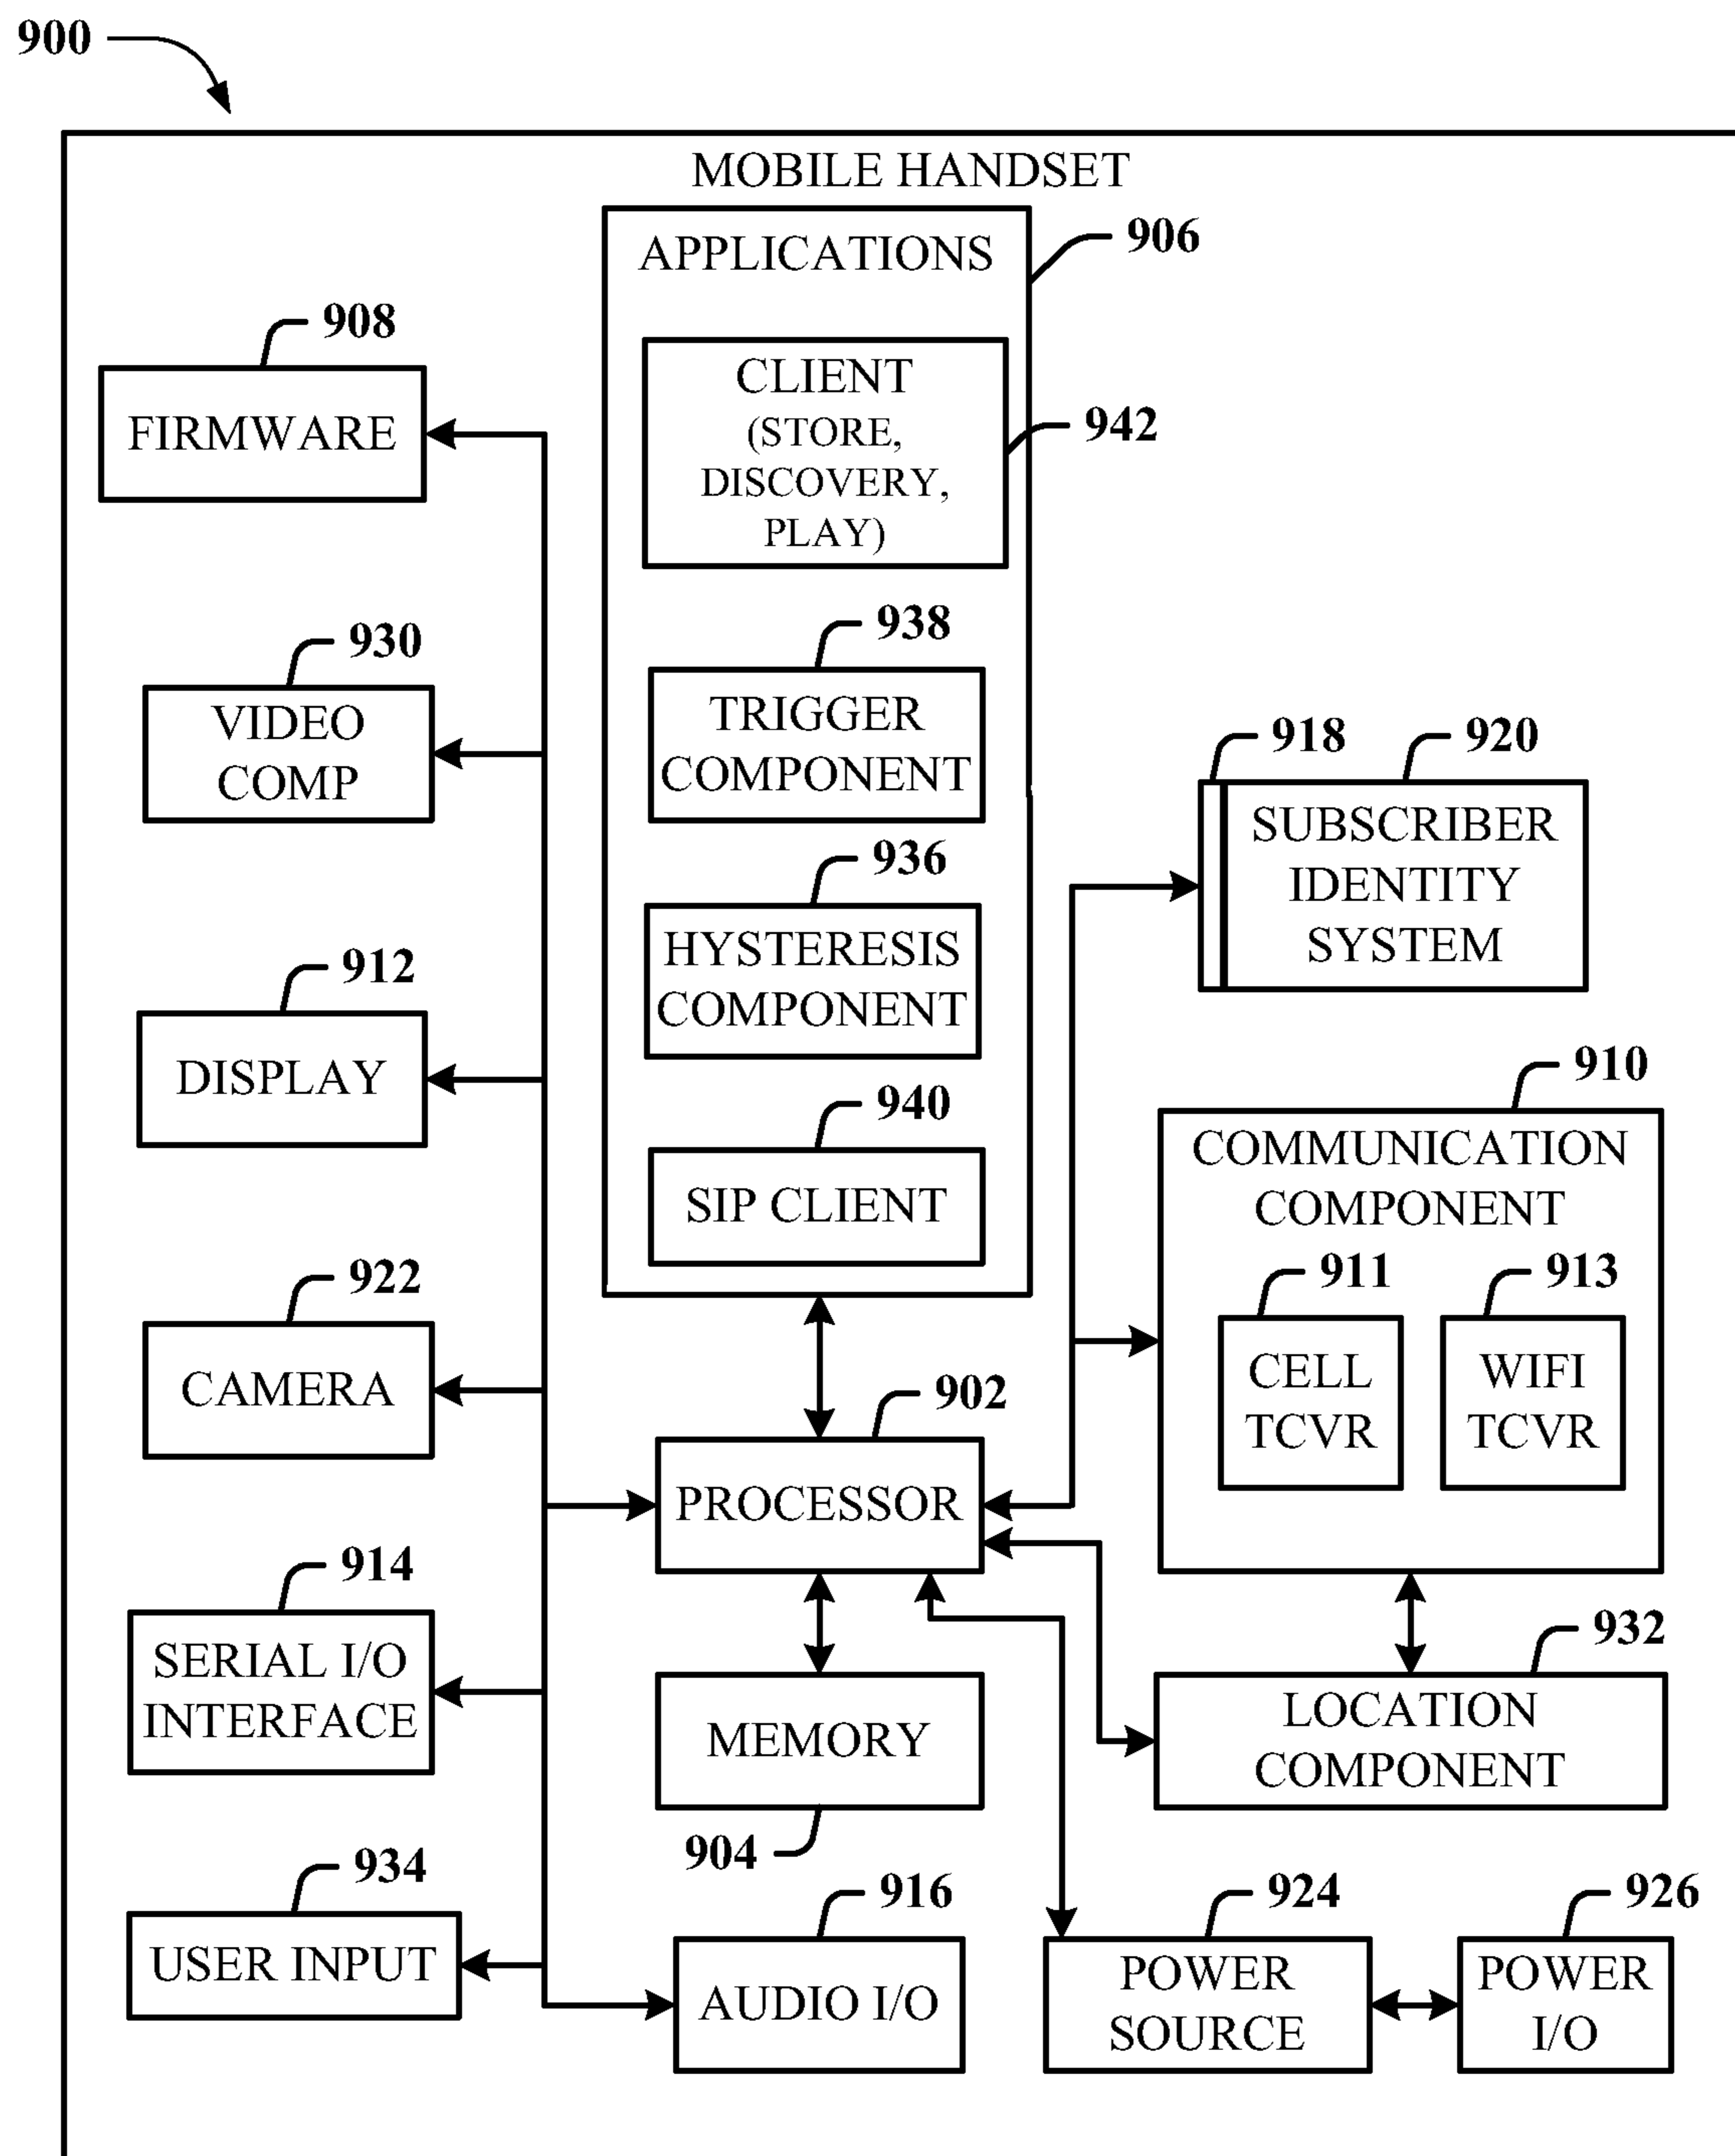 900
MOBILE HANDSET
APPLICATIONS
906
CLIENT
(STORE,
DISCOVERY,
PLAY)
942
938
TRIGGER
COMPONENT
936
HYSTERESIS
COMPONENT
940
SIP CLIENT
908
FIRMWARE
930
VIDEO
COMP
912
DISPLAY
922
CAMERA
914
SERIAL I/O
INTERFACE
934
USER INPUT
902
PROCESSOR
MEMORY
904
916
AUDIO I/O
918
920
SUBSCRIBER
IDENTITY
SYSTEM
910
COMMUNICATION
COMPONENT
911
CELL
TCVR
913
WIFI
TCVR
932
LOCATION
COMPONENT
924
POWER
SOURCE
926
POWER
I/O